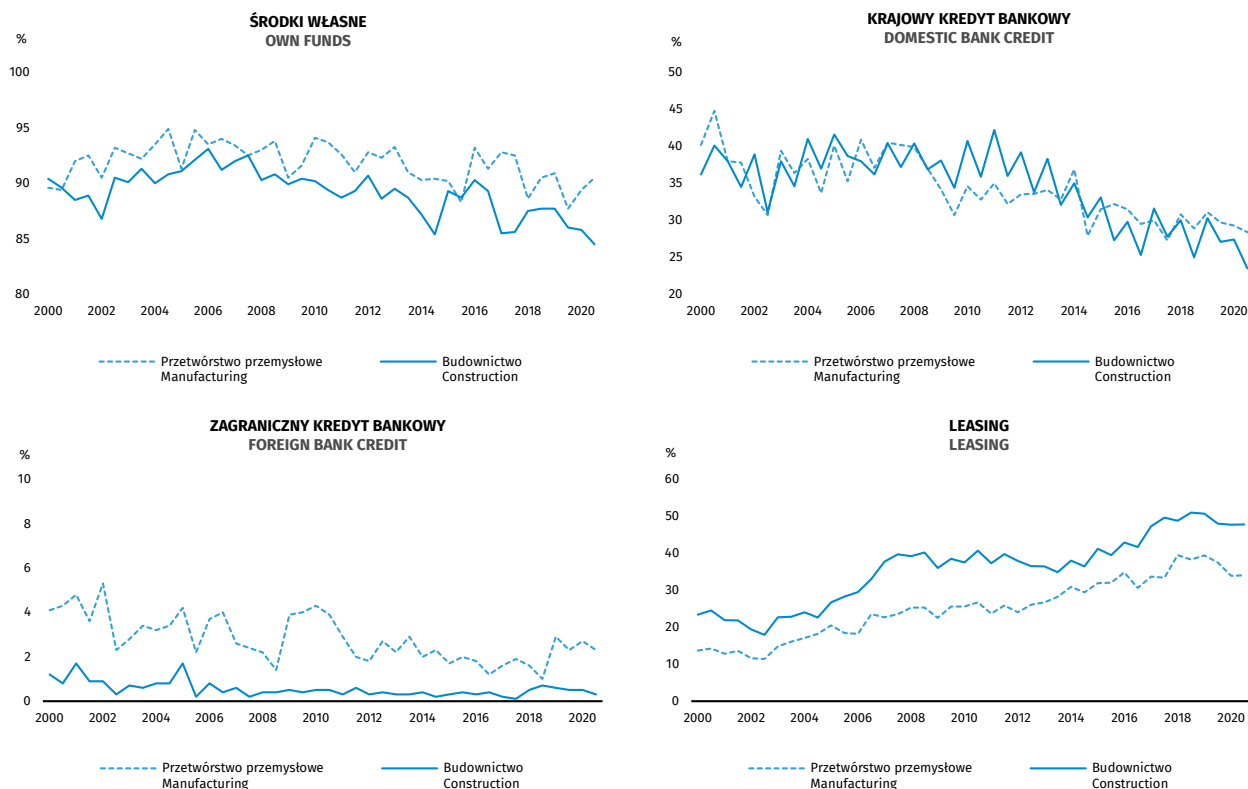 ŚRODKI WŁASNE
OWN FUNDS
%
100
95
90
85
80
2000 2002 2004 2006 2008 2010 2012 2014 2016 2018 2020
Przetwórstwo przemysłowe
Manufacturing
Budownictwo
Construction
KRAJOWY KREDYT BANKOWY
DOMESTIC BANK CREDIT
%
50
45
40
35
30
25
20
2000 2002 2004 2006 2008 2010 2012 2014 2016 2018 2020
Przetwórstwo przemysłowe
Manufacturing
Budownictwo
Construction
ZAGRANICZNY KREDYT BANKOWY
FOREIGN BANK CREDIT
%
10
8
6
4
2
0
2000 2002 2004 2006 2008 2010 2012 2014 2016 2018 2020
Przetwórstwo przemysłowe
Manufacturing
Budownictwo
Construction
LEASING
LEASING
%
60
50
40
30
20
10
0
2000 2002 2004 2006 2008 2010 2012 2014 2016 2018 2020
Przetwórstwo przemysłowe
Manufacturing
Budownictwo
Construction